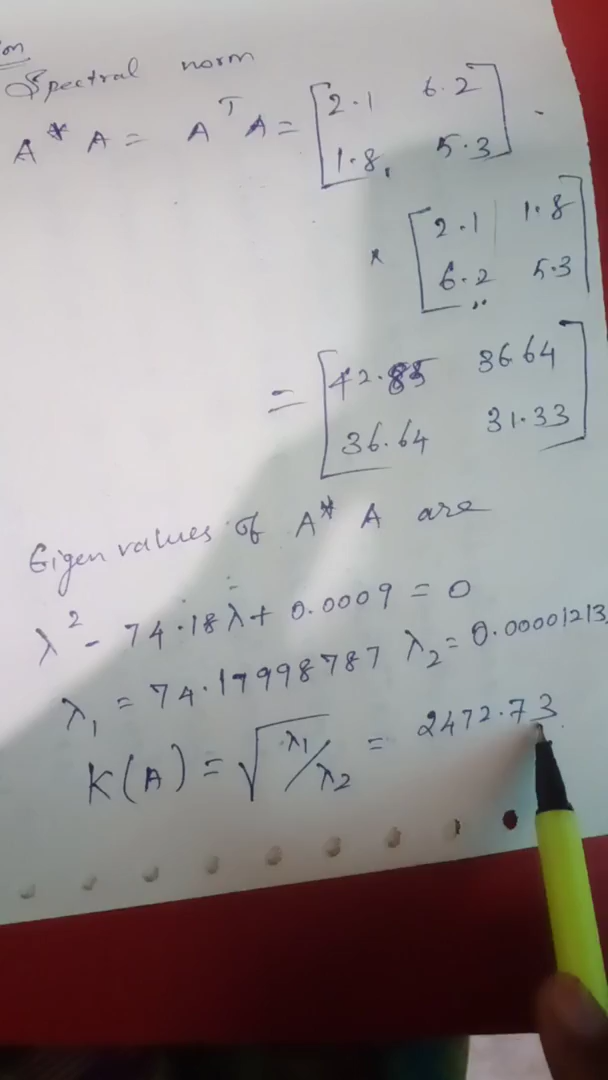 Spectral norm
A* A = A^T A = [2.1 6.2
1.8 5.3]
× [2.1 1.8
6.2 5.3]
= [42.85 36.64
36.64 31.33]
Eigen values of A* A are
λ² - 74.18λ + 0.0009 = 0
λ₁ = 74.17998787 λ₂ = 0.00001213
K(A) = √λ₁/λ₂ = 2472.73